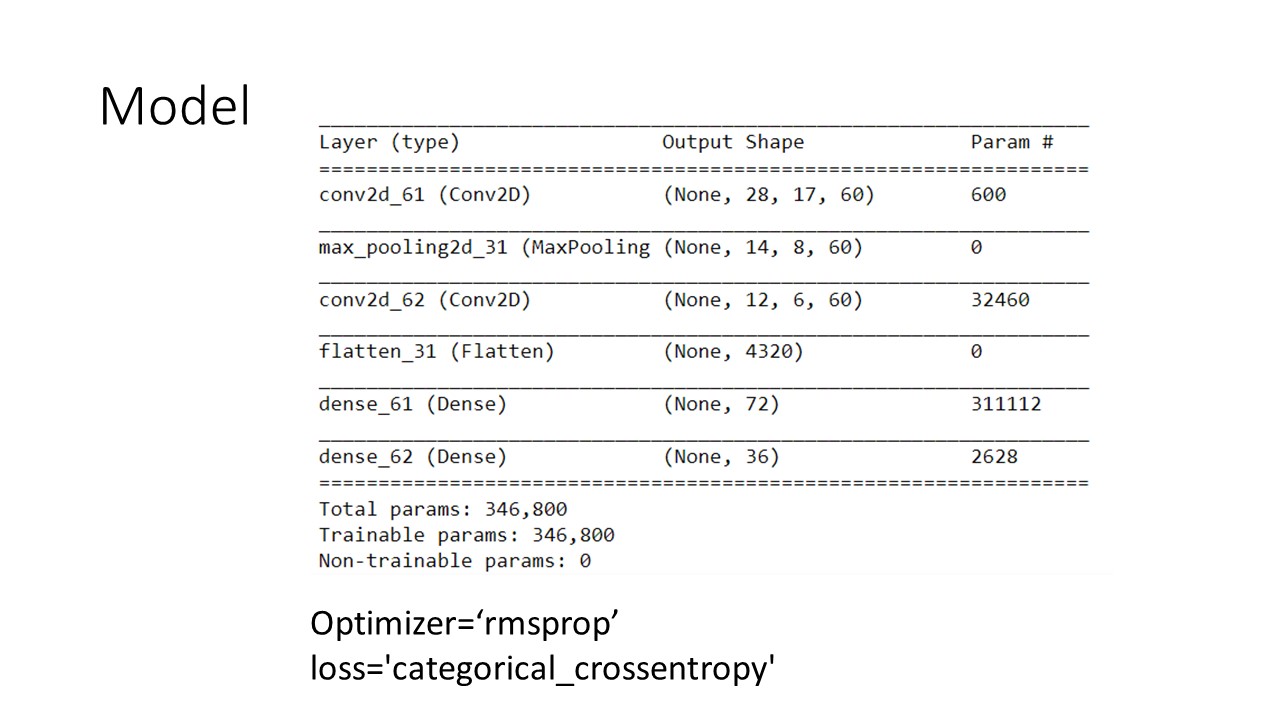 Model
Layer (type) Output Shape Param #
conv2d_61 (Conv2D) (None, 28, 17, 60) 600
max_pooling2d_31 (MaxPooling (None, 14, 8, 60) 0
conv2d_62 (Conv2D) (None, 12, 6, 60) 32460
flatten_31 (Flatten) (None, 4320) 0
dense_61 (Dense) (None, 72) 311112
dense_62 (Dense) (None, 36) 2628
Total params: 346,800
Trainable params: 346,800
Non-trainable params: 0
Optimizer=‘rmsprop’
loss='categorical_crossentropy'